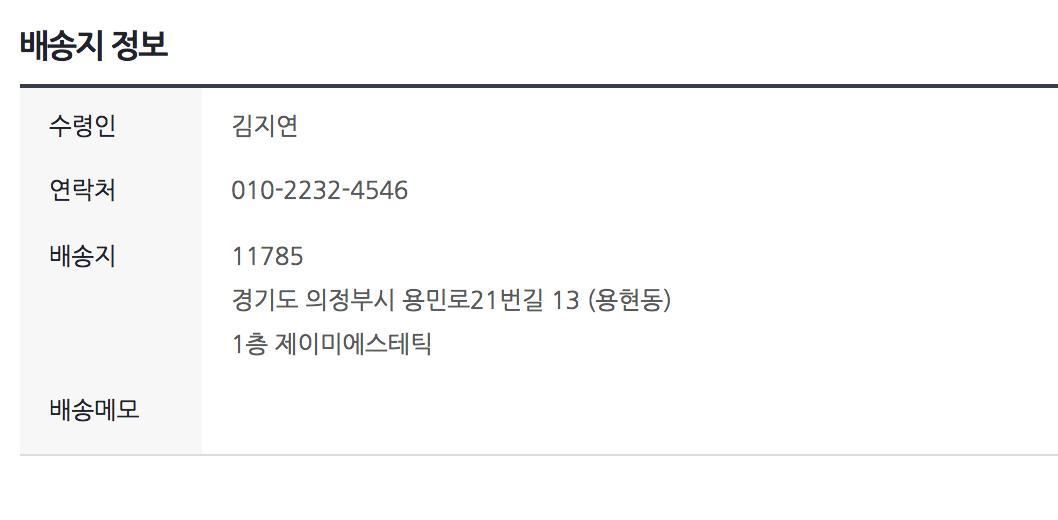 배송지 정보
수령인 김지연
연락처 010-2232-4546
배송지 11785
경기도 의정부시 용민로21번길 13 (용현동)
1층 제이미에스테틱
배송메모